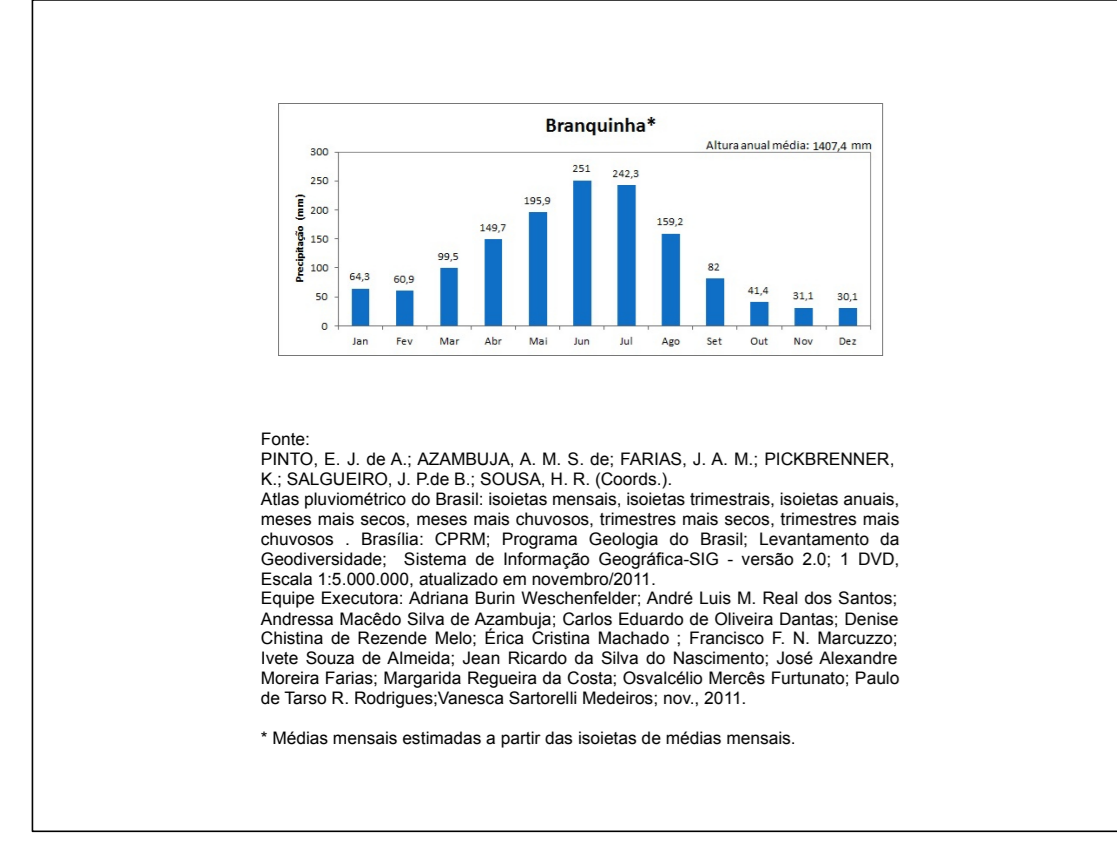 Branquinha*
Altura anual média: 1407,4 mm
Precipitação (mm)
300
250
200
150
100
50
0
64,3
60,9
99,5
149,7
195,9
251
242,3
159,2
82
41,4
31,1
30,1
Jan Fev Mar Abr Mai Jun Jul Ago Set Out Nov Dez
Fonte:
PINTO, E. J. de A.; AZAMBUJA, A. M. S. de; FARIAS, J. A. M.; PICKBRENNER,
K.; SALGUEIRO, J. P.de B.; SOUSA, H. R. (Coords.).
Atlas pluviométrico do Brasil: isoietas mensais, isoietas trimestrais, isoietas anuais,
meses mais secos, meses mais chuvosos, trimestres mais secos, trimestres mais
chuvosos . Brasília: CPRM; Programa Geologia do Brasil; Levantamento da
Geodiversidade; Sistema de Informação Geográfica-SIG - versão 2.0; 1 DVD,
Escala 1:5.000.000, atualizado em novembro/2011.
Equipe Executora: Adriana Burin Weschenfelder; André Luis M. Real dos Santos;
Andressa Macêdo Silva de Azambuja; Carlos Eduardo de Oliveira Dantas; Denise
Chistina de Rezende Melo; Érica Cristina Machado ; Francisco F. N. Marcuzzo;
Ivete Souza de Almeida; Jean Ricardo da Silva do Nascimento; José Alexandre
Moreira Farias; Margarida Regueira da Costa; Osvalcélio Mercês Furtunato; Paulo
de Tarso R. Rodrigues;Vanesca Sartorelli Medeiros; nov., 2011.
* Médias mensais estimadas a partir das isoietas de médias mensais.